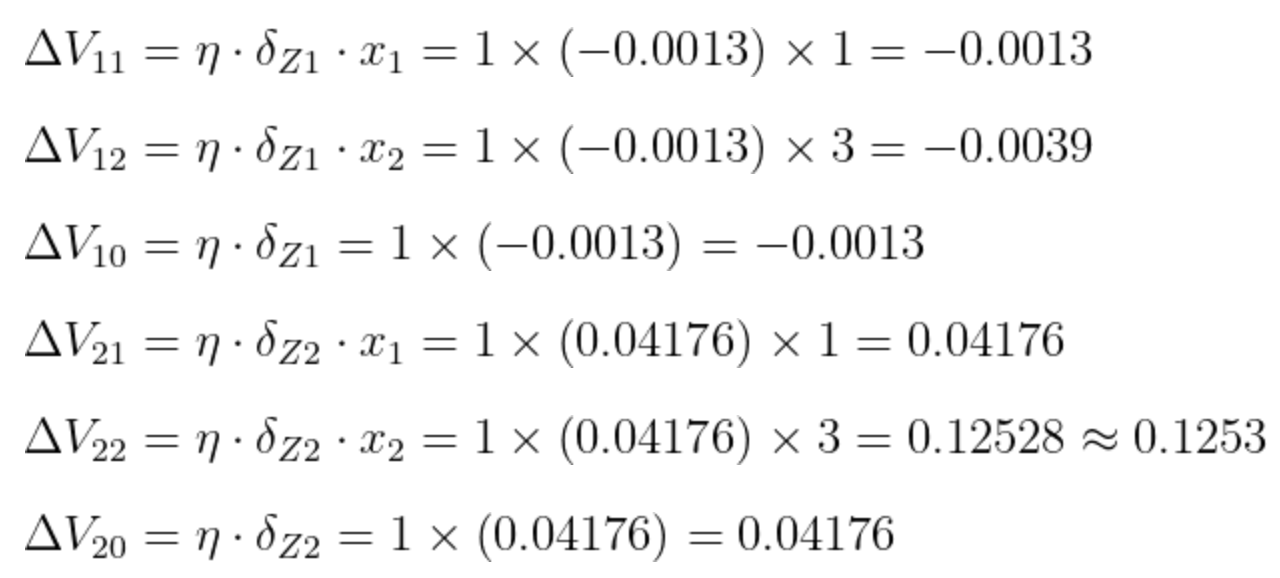 ΔV₁₁ = η · δ_Z1 · x₁ = 1 × (−0.0013) × 1 = −0.0013
ΔV₁₂ = η · δ_Z1 · x₂ = 1 × (−0.0013) × 3 = −0.0039
ΔV₁₀ = η · δ_Z1 = 1 × (−0.0013) = −0.0013
ΔV₂₁ = η · δ_Z2 · x₁ = 1 × (0.04176) × 1 = 0.04176
ΔV₂₂ = η · δ_Z2 · x₂ = 1 × (0.04176) × 3 = 0.12528 ≈ 0.1253
ΔV₂₀ = η · δ_Z2 = 1 × (0.04176) = 0.04176